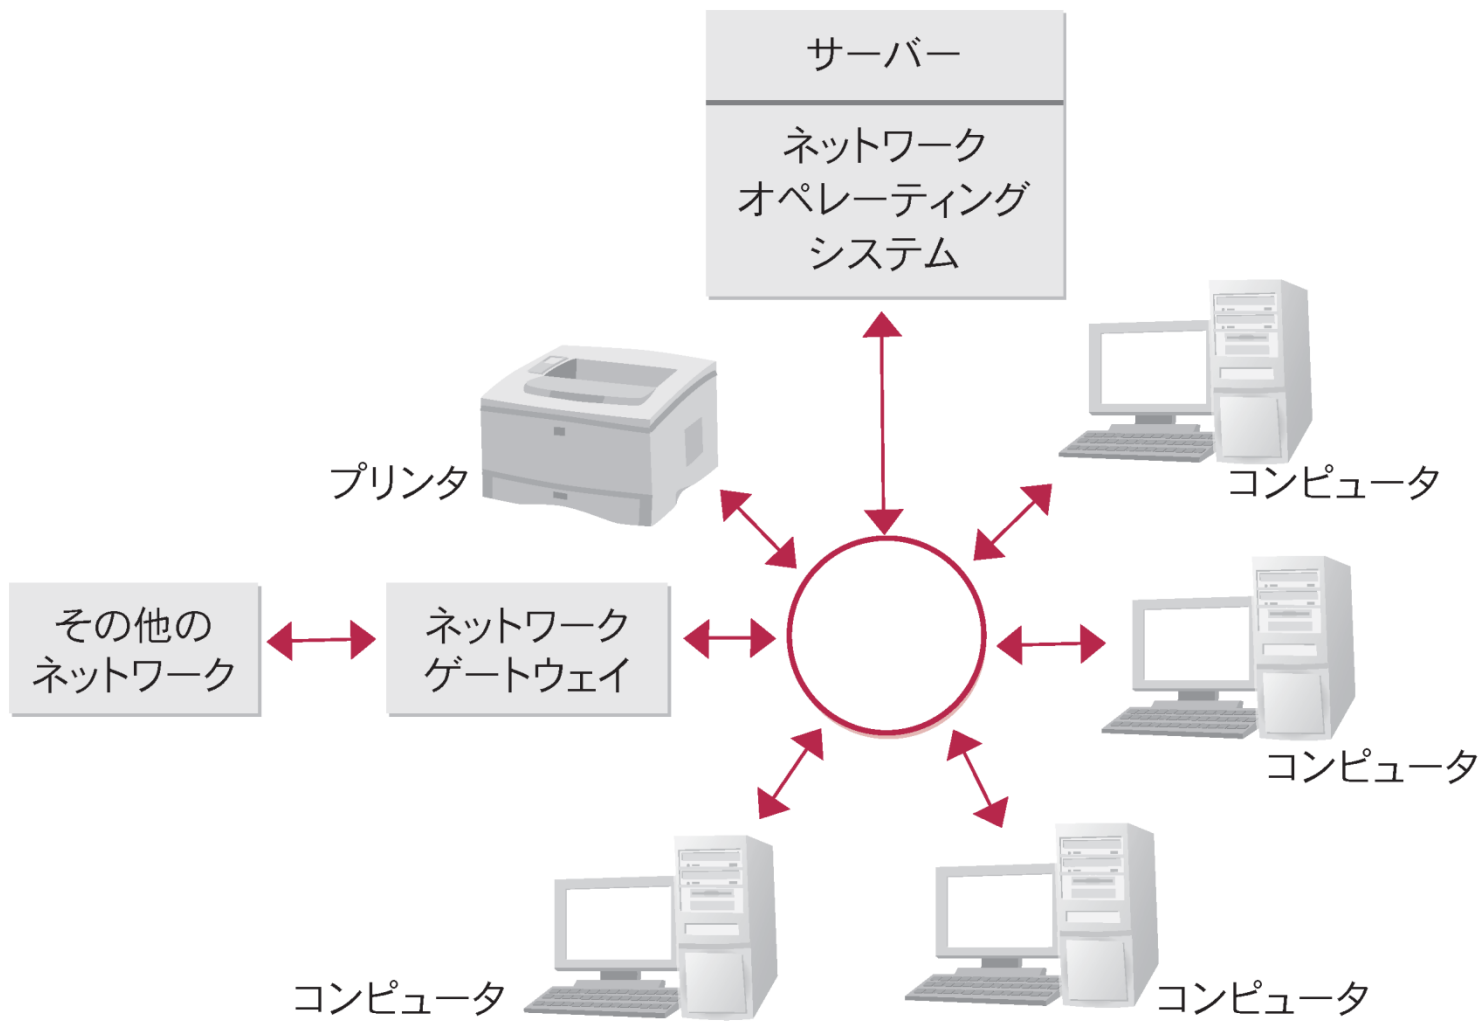 サーバー
ネットワーク
オペレーティング
システム
プリンタ
コンピュータ
その他の
ネットワーク
ネットワーク
ゲートウェイ
コンピュータ
コンピュータ
コンピュータ